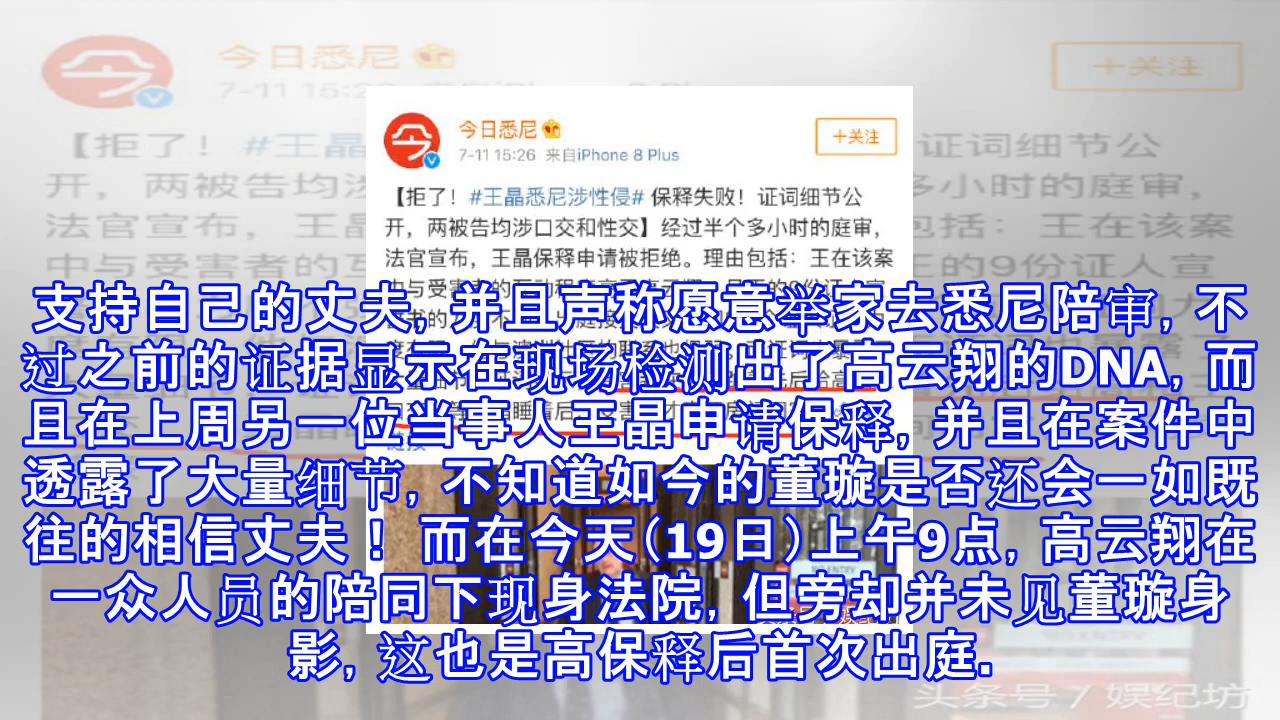 今日悉尼
7-11 15:26 来自iPhone 8 Plus
+关注
【拒了！#王晶悉尼涉性侵# 保释失败！证词细节公
开，两被告均涉口交和性交】经过半个多小时的庭审，
法官宣布，王晶保释申请被拒绝。理由包括：王在该案
支持自己的丈夫, 并且声称愿意举家去悉尼陪审, 不
过之前的证据显示在现场检测出了高云翔的DNA, 而
且在上周另一位当事人王晶申请保释, 并且在案件中
透露了大量细节, 不知道如今的董璇是否还会一如既
往的相信丈夫！ 而在今天(19日)上午9点, 高云翔在
一众人员的陪同下现身法院, 但旁却并未见董璇身
影, 这也是高保释后首次出庭.
头条号 / 娱纪坊